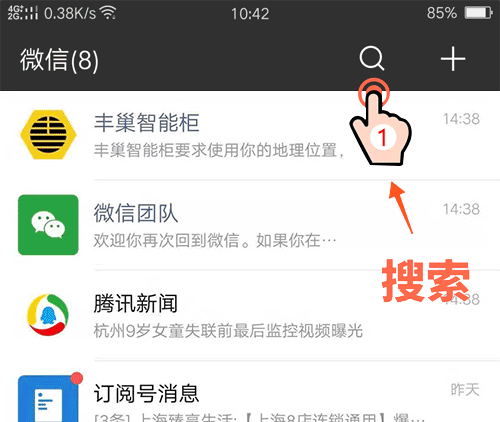 4G 2G 0.38K/s 10:42 85%
微信(8)
1
丰巢智能柜 14:38
丰巢智能柜要求使用你的地理位置,
微信团队 14:38
欢迎你再次回到微信。如果你在…
搜索
腾讯新闻 14:38
杭州9岁女童失联前最后监控视频曝光
订阅号消息 昨天
[3条] 上海臻享生活:【上海8店连锁通用】爆…